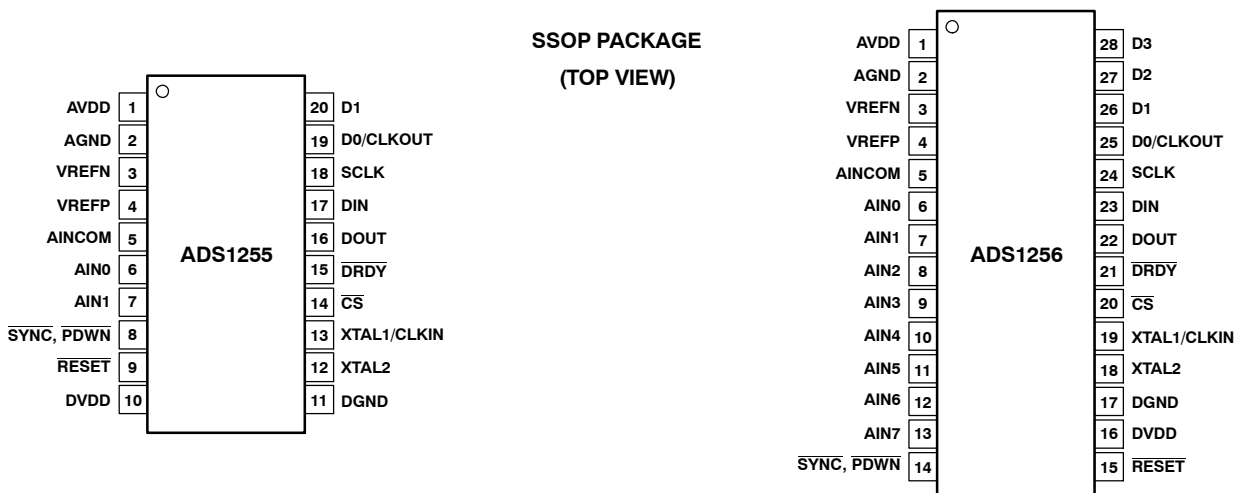 SSOP PACKAGE
(TOP VIEW)
AVDD 1
AGND 2
VREFN 3
VREFP 4
AINCOM 5
AIN0 6
AIN1 7
SYNC, PDWN 8
RESET 9
DVDD 10
ADS1255
20 D1
19 D0/CLKOUT
18 SCLK
17 DIN
16 DOUT
15 DRDY
14 CS
13 XTAL1/CLKIN
12 XTAL2
11 DGND
AVDD 1
AGND 2
VREFN 3
VREFP 4
AINCOM 5
AIN0 6
AIN1 7
AIN2 8
AIN3 9
AIN4 10
AIN5 11
AIN6 12
AIN7 13
SYNC, PDWN 14
ADS1256
28 D3
27 D2
26 D1
25 D0/CLKOUT
24 SCLK
23 DIN
22 DOUT
21 DRDY
20 CS
19 XTAL1/CLKIN
18 XTAL2
17 DGND
16 DVDD
15 RESET